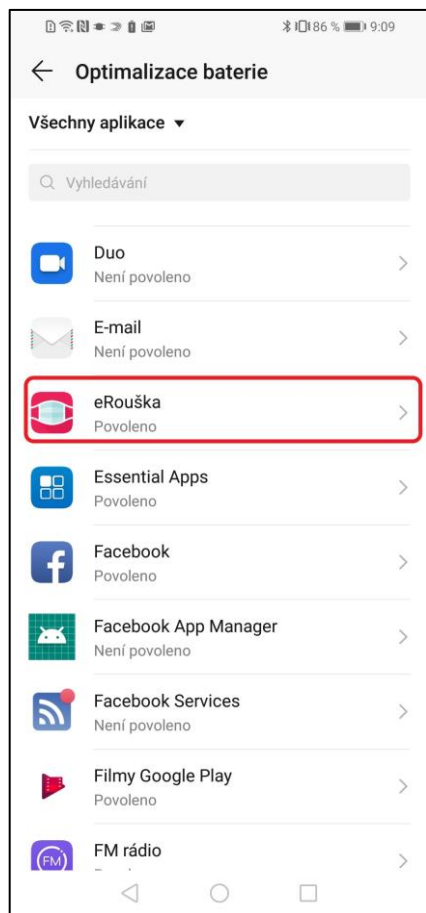 86 % 9:09
Optimalizace baterie
Všechny aplikace
Vyhledávání
Duo
Není povoleno
E-mail
Není povoleno
eRouška
Povoleno
Essential Apps
Povoleno
Facebook
Povoleno
Facebook App Manager
Není povoleno
Facebook Services
Není povoleno
Filmy Google Play
Povoleno
FM rádio
FM